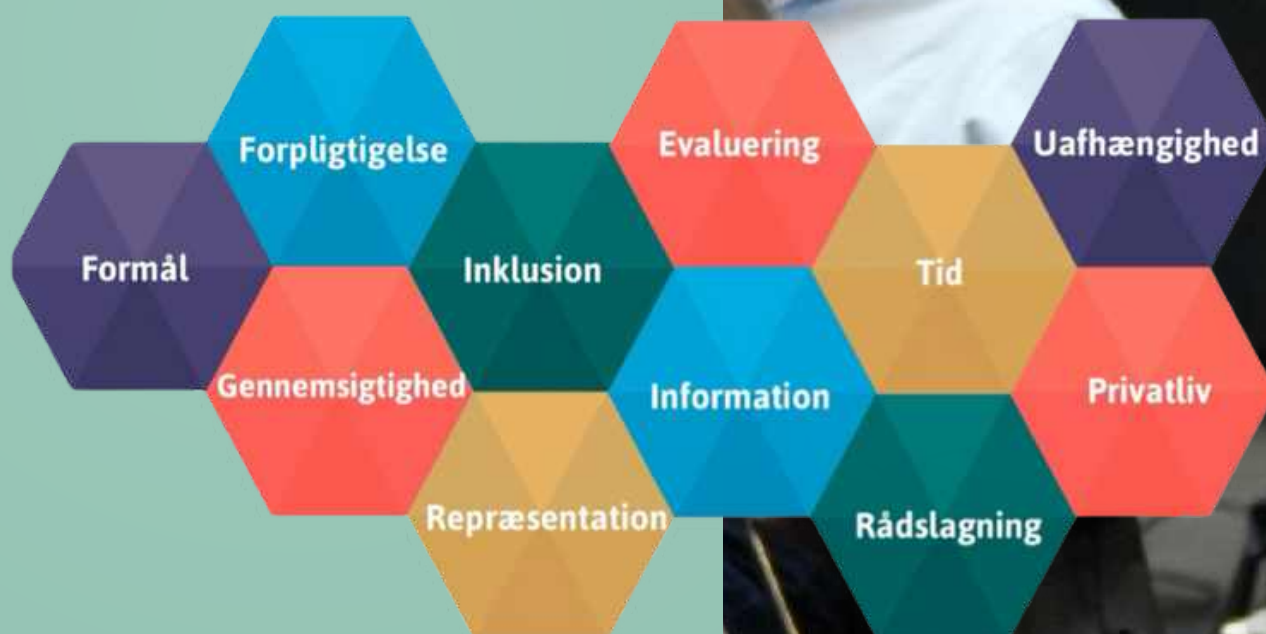 Formål
Forpligtigelse
Gennemsigtighed
Inklusion
Repræsentation
Evaluering
Information
Tid
Rådslagning
Uafhængighed
Privatliv